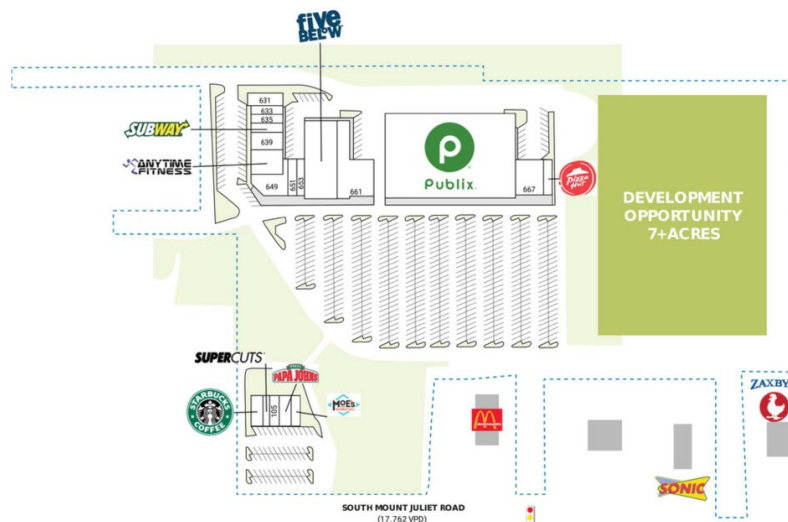 five
BELOW
631
633
635
639
649
651
653
661
667
SUBWAY
ANYTIME
FITNESS
Publix
Pizza
Hut
DEVELOPMENT
OPPORTUNITY
7+ACRES
SUPERCUTS
PAPA JOHNS
STARBUCKS
COFFEE
105
MOE'S
ZAXBY
SONIC
SOUTH MOUNT JULIET ROAD
(17,762 VPD)